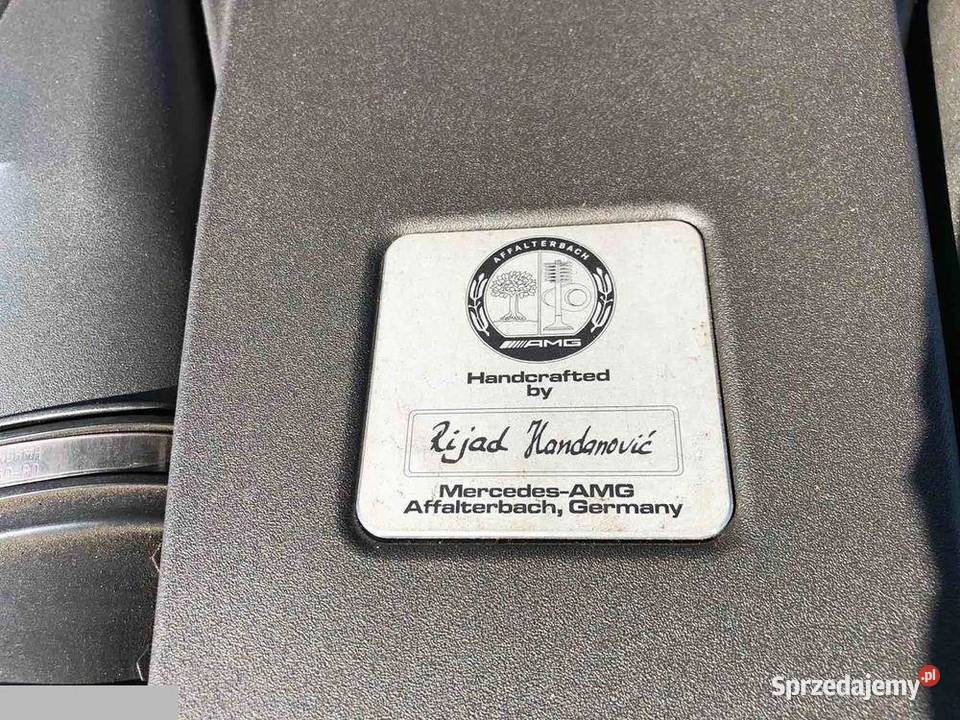 AFFALTERBACH
AMG
Handcrafted
by
Rijad Handanović
Mercedes-AMG
Affalterbach, Germany
Sprzedajemy.pl